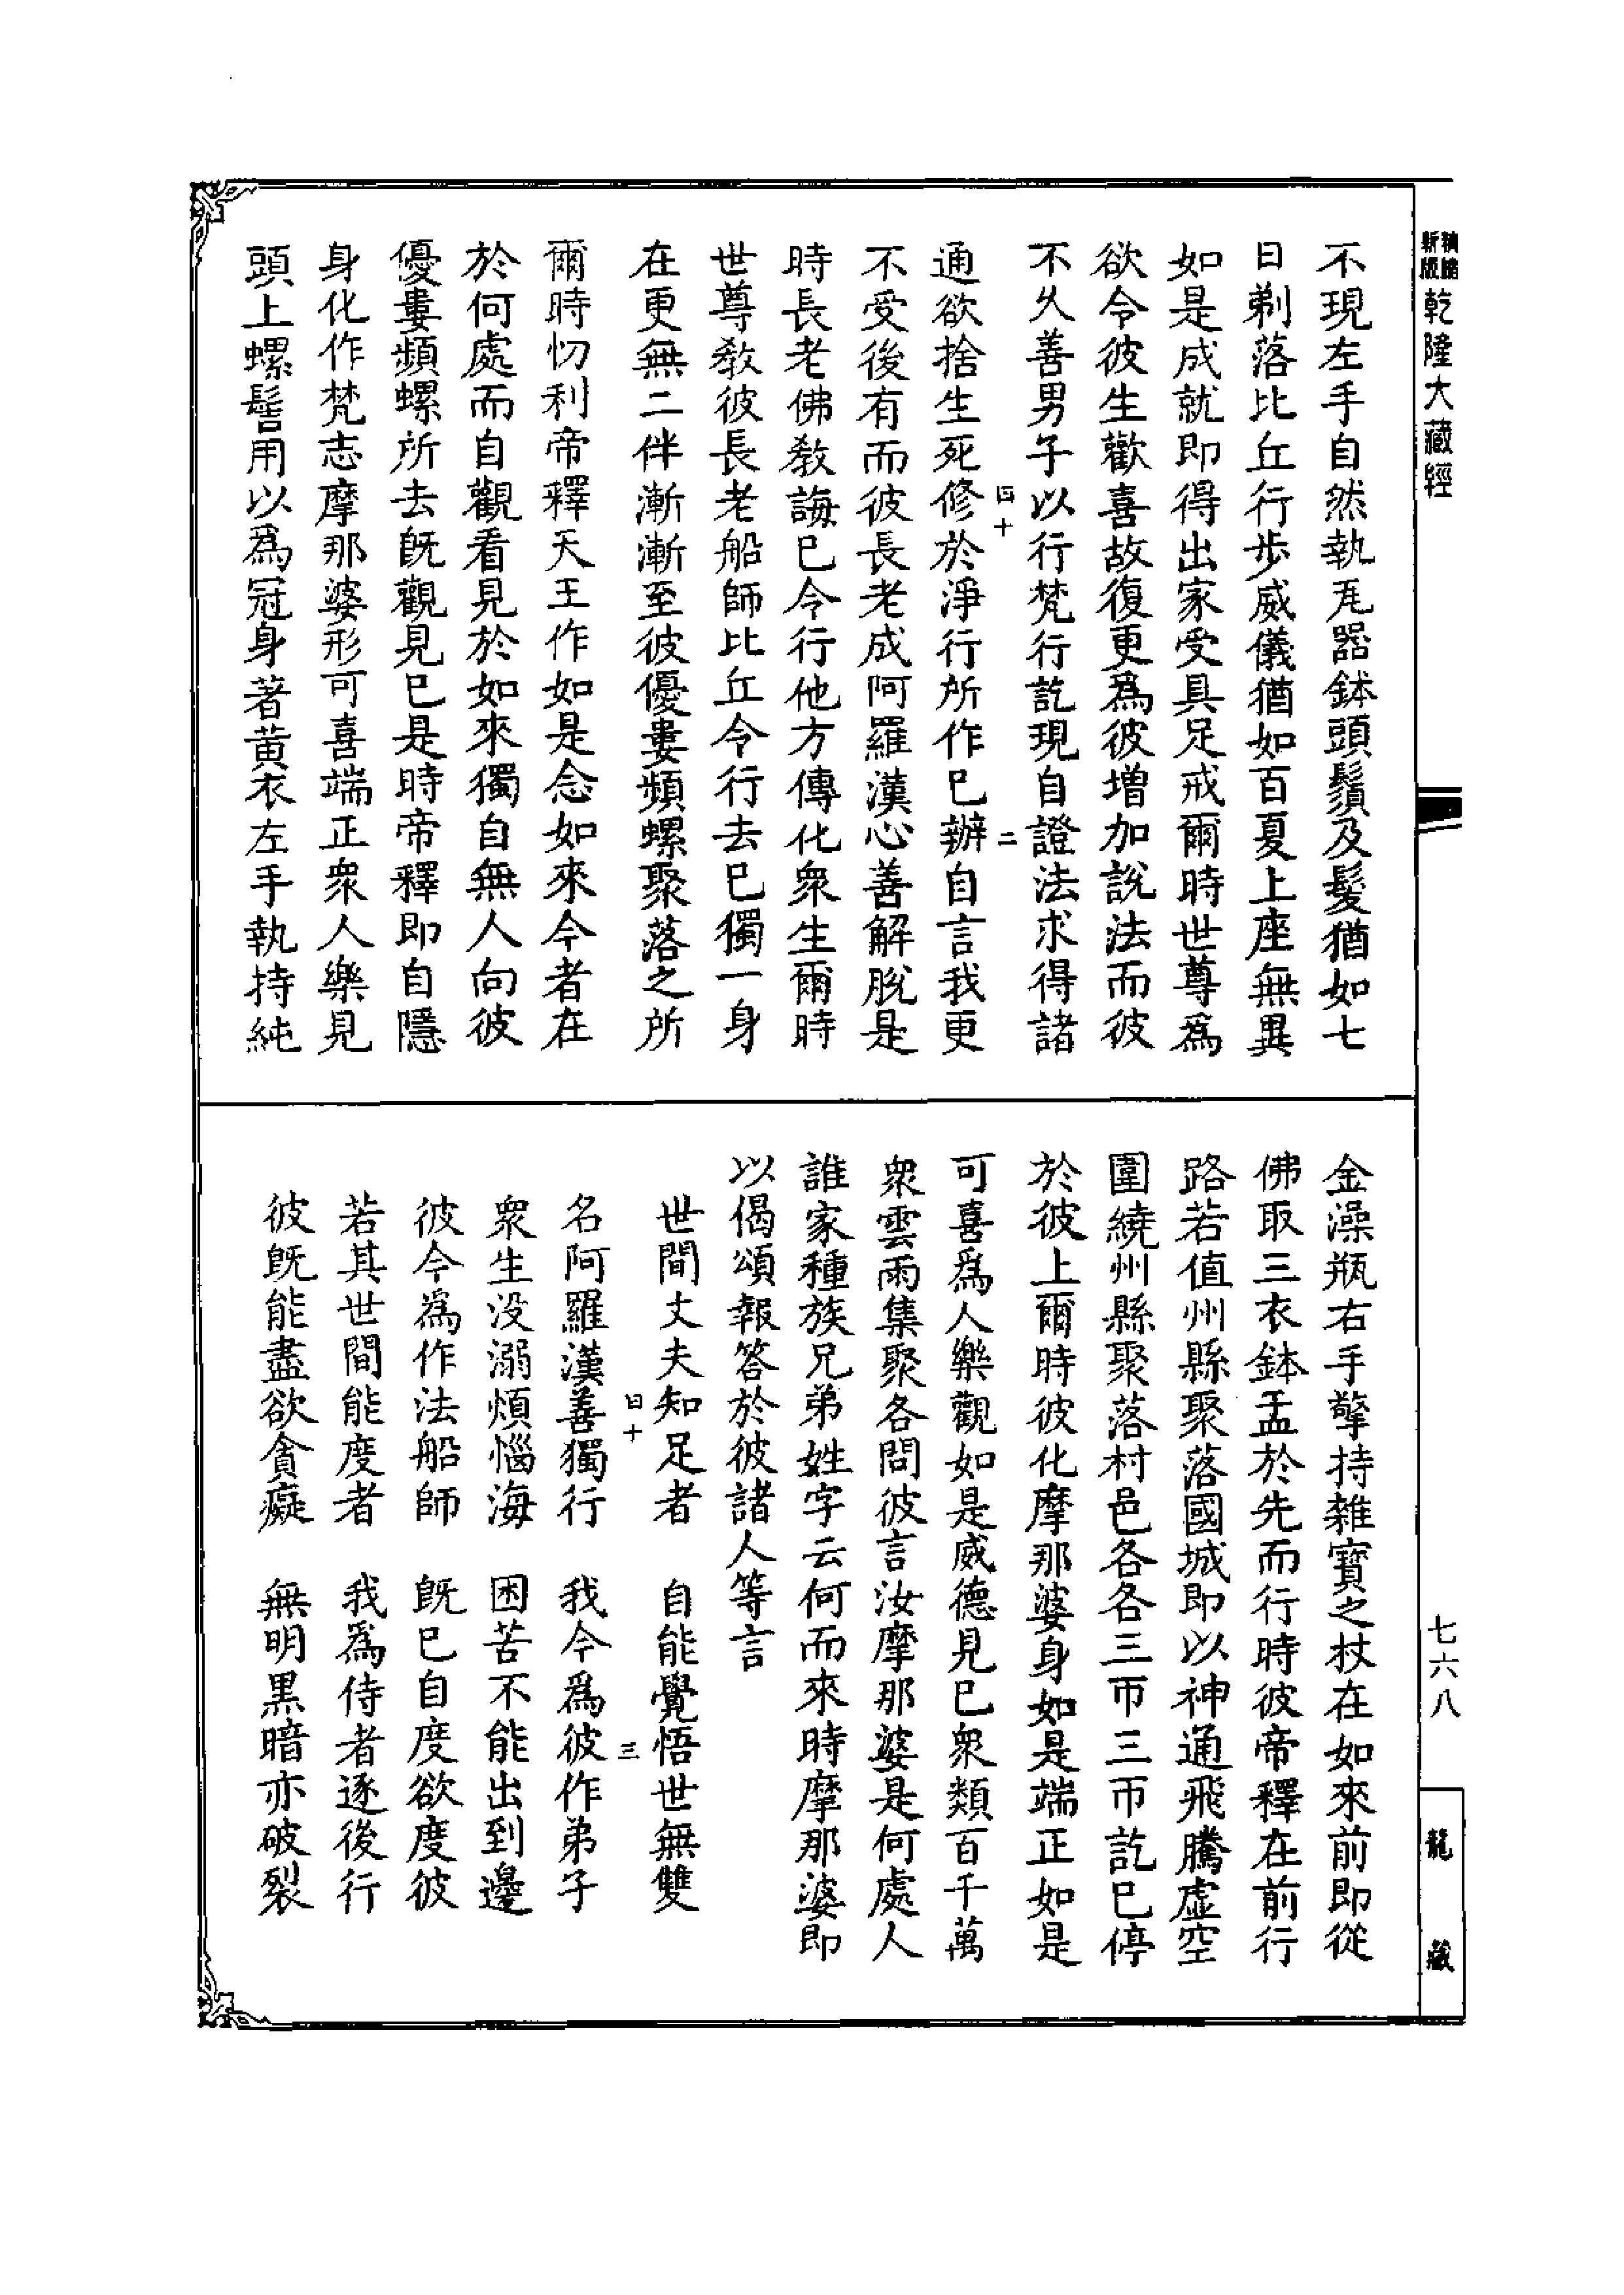 新版
乾隆大藏經
七六八
龍藏
不現左手自然執瓦器鉢頭鬚及髮猶如七
日剃落比丘行步威儀猶如百夏上座無異
如是成就即得出家受具足戒爾時世尊爲
欲令彼生歡喜故復更爲彼增加說法而彼
不久善男子以行梵行訖現自證法求得諸
四十 二
通欲捨生死修於淨行所作已辦自言我更
不受後有而彼長老成阿羅漢心善解脫是
時長老佛教誨已令行他方傳化衆生爾時
世尊教彼長老船師比丘令行去已獨一身
在更無二伴漸漸至彼優婁頻螺聚落之所
爾時忉利帝釋天王作如是念如來今者在
於何處而自觀看見於如來獨自無人向彼
優婁頻螺所去既觀見已是時帝釋即自隱
身化作梵志摩那婆形可喜端正衆人樂見
頭上螺髻用以爲冠身著黃衣左手執持純
金澡瓶右手擎持雜寶之杖在如來前即從
佛取三衣鉢盂於先而行時彼帝釋在前行
路若值州縣聚落國城即以神通飛騰虛空
圍繞州縣聚落村邑各各三帀三帀訖已停
於彼上爾時彼化摩那婆身如是端正如是
可喜爲人樂觀如是威德見已衆類百千萬
衆雲雨集聚各問彼言汝摩那婆是何處人
誰家種族兄弟姓字云何而來時摩那婆即
以偈頌報答於彼諸人等言
世間丈夫知足者　自能覺悟世無雙
四十 三
名阿羅漢善獨行　我今爲彼作弟子
衆生没溺煩惱海　困苦不能出到邊
彼今爲作法船師　既已自度欲度彼
若其世間能度者　我爲侍者逐後行
彼既能盡欲貪癡　無明黑暗亦破裂